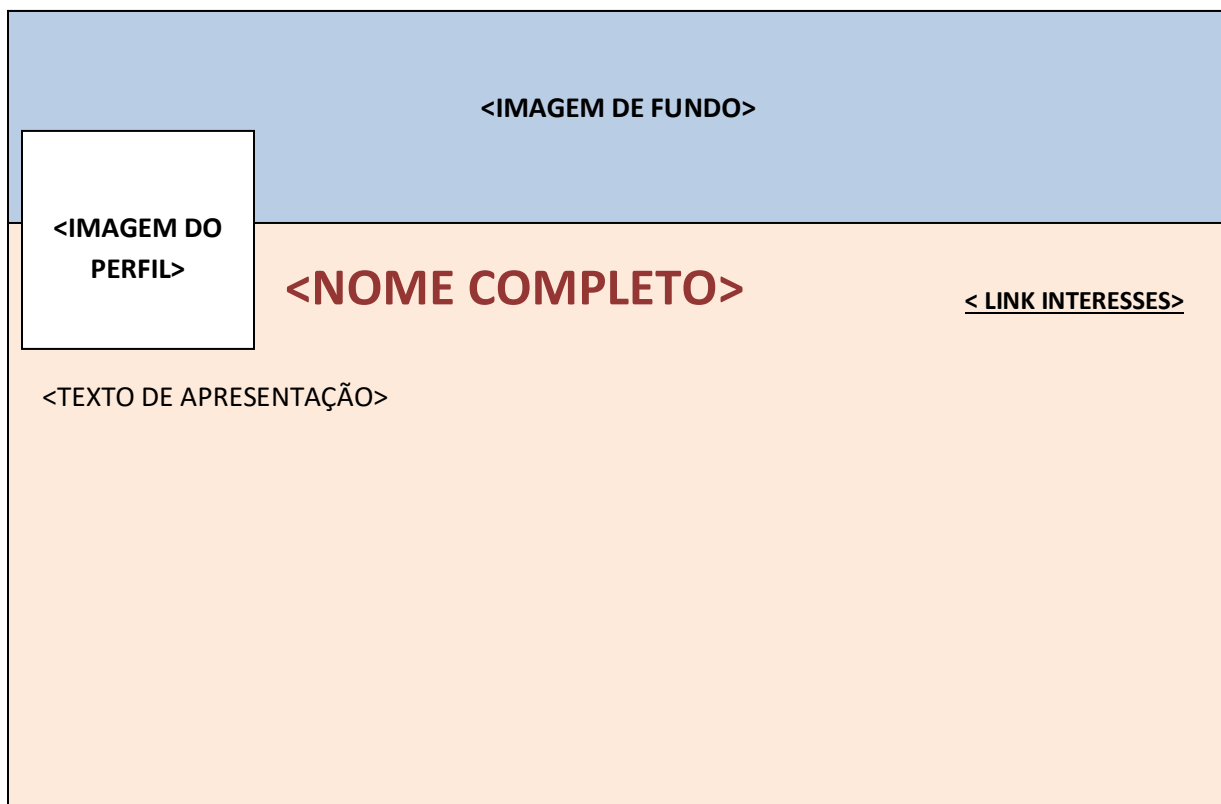 <IMAGEM DE FUNDO>
<IMAGEM DO
PERFIL>
<NOME COMPLETO>
< LINK INTERESSES>
<TEXTO DE APRESENTAÇÃO>